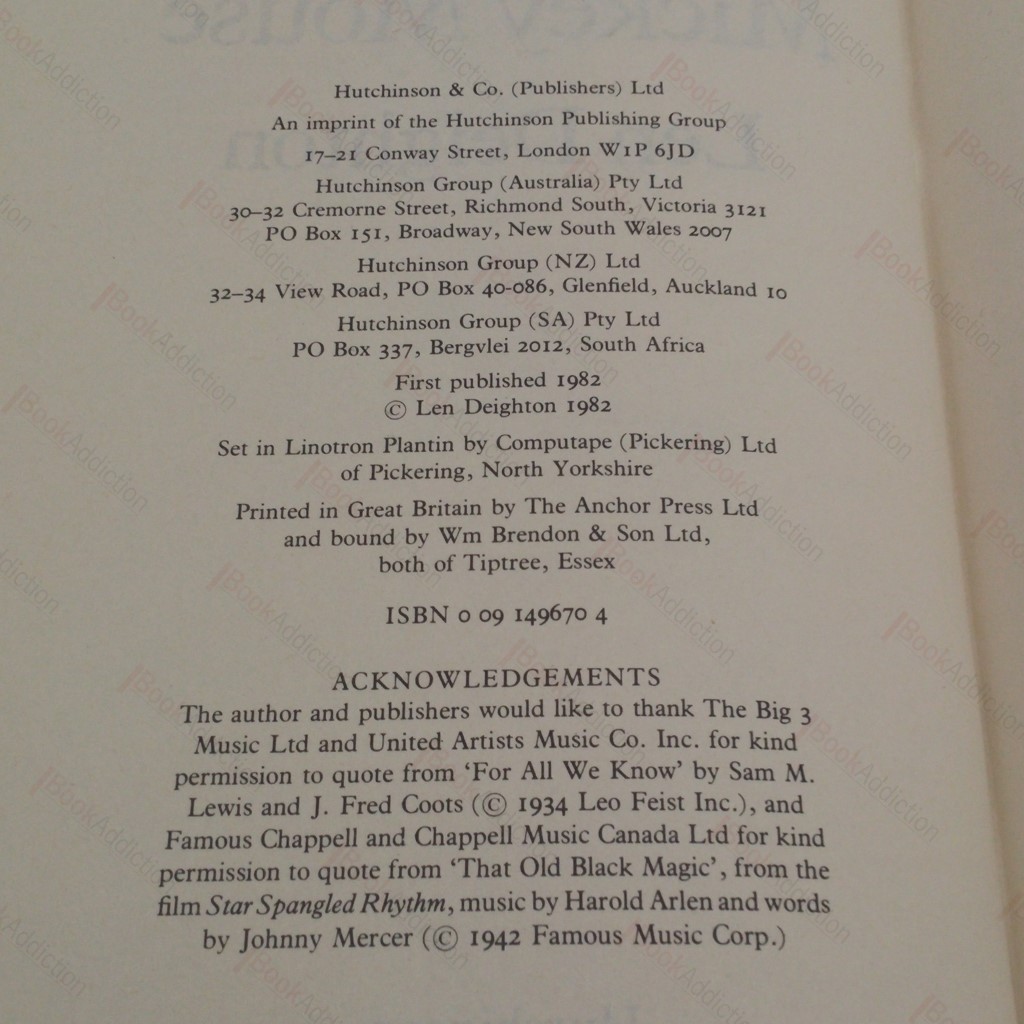 Hutchinson & Co. (Publishers) Ltd
An imprint of the Hutchinson Publishing Group
17–21 Conway Street, London W1P 6JD
Hutchinson Group (Australia) Pty Ltd
30–32 Cremorne Street, Richmond South, Victoria 3121
PO Box 151, Broadway, New South Wales 2007
Hutchinson Group (NZ) Ltd
32–34 View Road, PO Box 40-086, Glenfield, Auckland 10
Hutchinson Group (SA) Pty Ltd
PO Box 337, Bergvlei 2012, South Africa
First published 1982
© Len Deighton 1982
Set in Linotron Plantin by Computape (Pickering) Ltd
of Pickering, North Yorkshire
Printed in Great Britain by The Anchor Press Ltd
and bound by Wm Brendon & Son Ltd,
both of Tiptree, Essex
ISBN 0 09 149670 4
ACKNOWLEDGEMENTS
The author and publishers would like to thank The Big 3
Music Ltd and United Artists Music Co. Inc. for kind
permission to quote from ‘For All We Know’ by Sam M.
Lewis and J. Fred Coots (© 1934 Leo Feist Inc.), and
Famous Chappell and Chappell Music Canada Ltd for kind
permission to quote from ‘That Old Black Magic’, from the
film Star Spangled Rhythm, music by Harold Arlen and words
by Johnny Mercer (© 1942 Famous Music Corp.)
BookAddiction